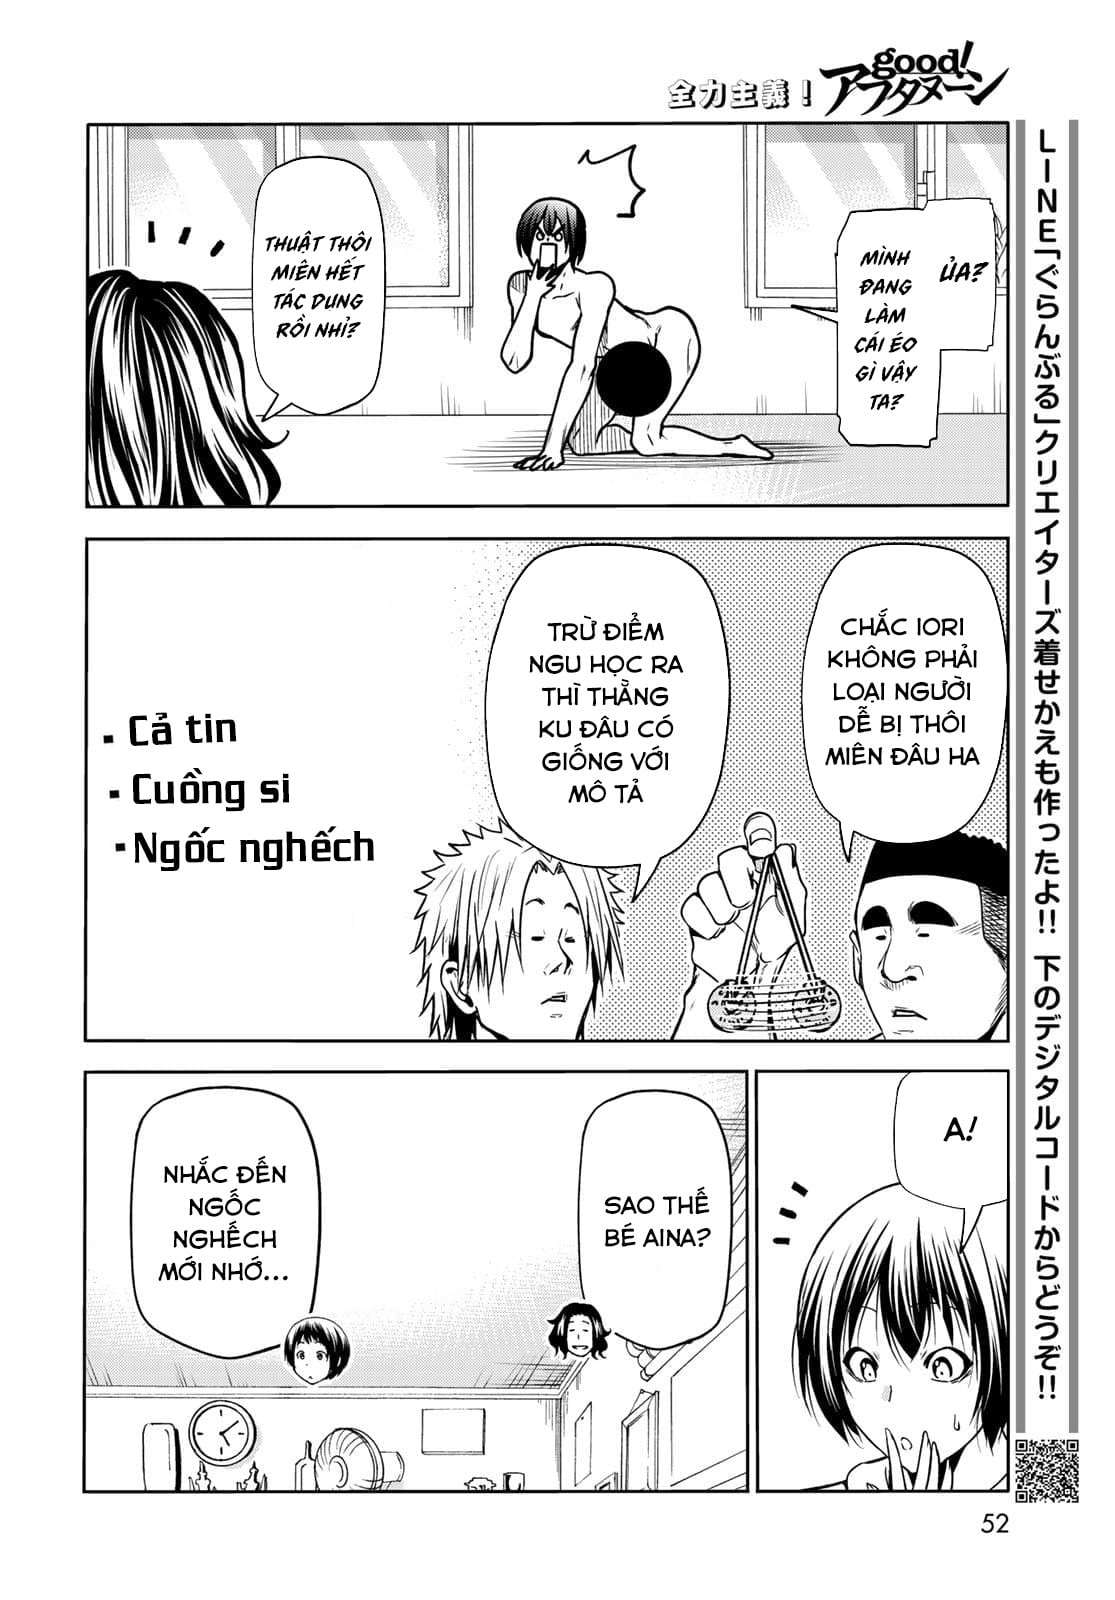 全力主義!
good!
アフタヌーン
ỦA?
MÌNH
ĐANG
LÀM
CÁI ÉO
GÌ VẬY
TA?
THUẬT THÔI
MIÊN HẾT
TÁC DỤNG
RỒI NHỈ?
CHẮC IORI
KHÔNG PHẢI
LOẠI NGƯỜI
DỄ BỊ THÔI
MIÊN ĐÂU HA
TRỪ ĐIỂM
NGU HỌC RA
THÌ THẰNG
KU ĐÂU CÓ
GIỐNG VỚI
MÔ TẢ
▪ Cả tin
▪ Cuồng si
▪ Ngốc nghếch
A!
SAO THẾ
BÉ AINA?
NHẮC ĐẾN
NGỐC
NGHẾCH
MỚI NHỚ...
LINE「ぐらんぶる」クリエイターズ着せかえも作ったよ!! 下のデジタルコードからどうぞ!!
52